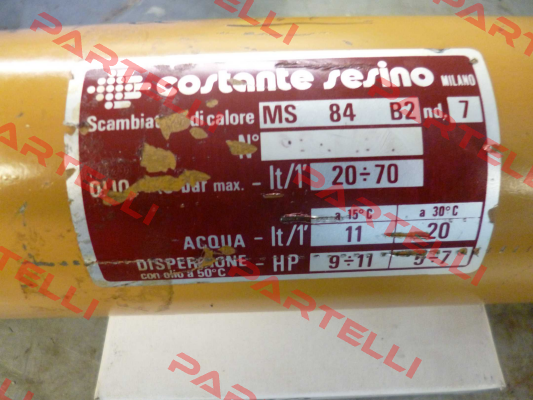 costante sesino MILANO
Scambiat di calore MS 84 B2 nd, 7
N°
OLIO bar max. - lt/1' 20÷70
a 15°C a 30°C
ACQUA - lt/1' 11 20
DISPERZIONE - HP 9÷11 5÷7
con olio a 50°C
PARTELLI